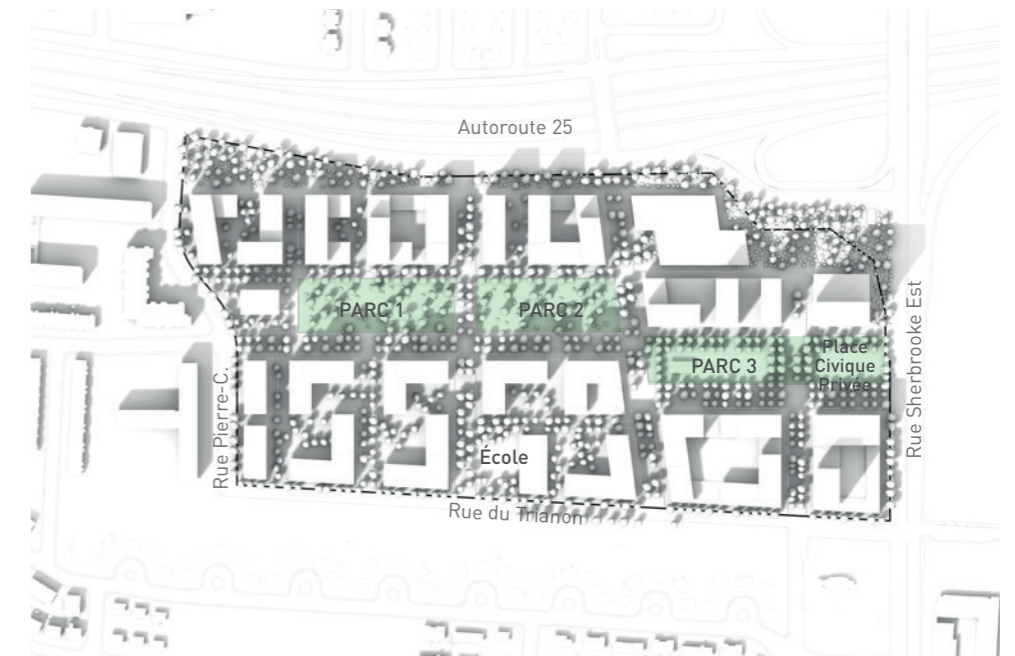 Autoroute 25
PARC 1
PARC 2
Place
Civique
Privée
PARC 3
Rue Sherbrooke Est
Rue Pierre-C.
École
Rue du Trianon